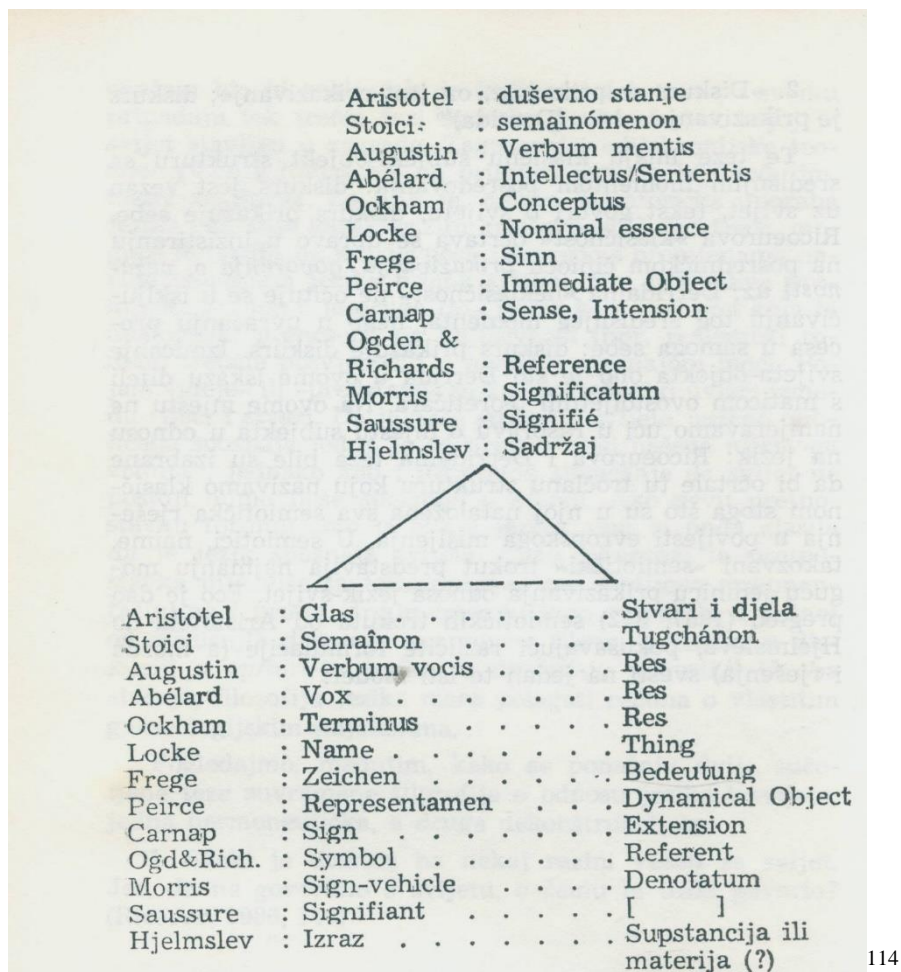 Aristotel : duševno stanje
Stoici : semainómenon
Augustin : Verbum mentis
Abélard : Intellectus/Sententis
Ockham : Conceptus
Locke : Nominal essence
Frege : Sinn
Peirce : Immediate Object
Carnap : Sense, Intension
Ogden &
Richards : Reference
Morris : Significatum
Saussure : Signifié
Hjelmslev : Sadržaj
Aristotel : Glas . . . . . . . Stvari i djela
Stoici : Semaînon . . . . . Tugchánon
Augustin : Verbum vocis . . . . Res
Abélard : Vox . . . . . . . Res
Ockham : Terminus . . . . . Res
Locke : Name . . . . . . Thing
Frege : Zeichen . . . . . . Bedeutung
Peirce : Representamen . . . . Dynamical Object
Carnap : Sign . . . . . . . Extension
Ogd&Rich. : Symbol . . . . . . Referent
Morris : Sign-vehicle . . . . Denotatum
Saussure : Signifiant . . . . . [ ]
Hjelmslev : Izraz . . . . . . Supstancija ili
materija (?)
114